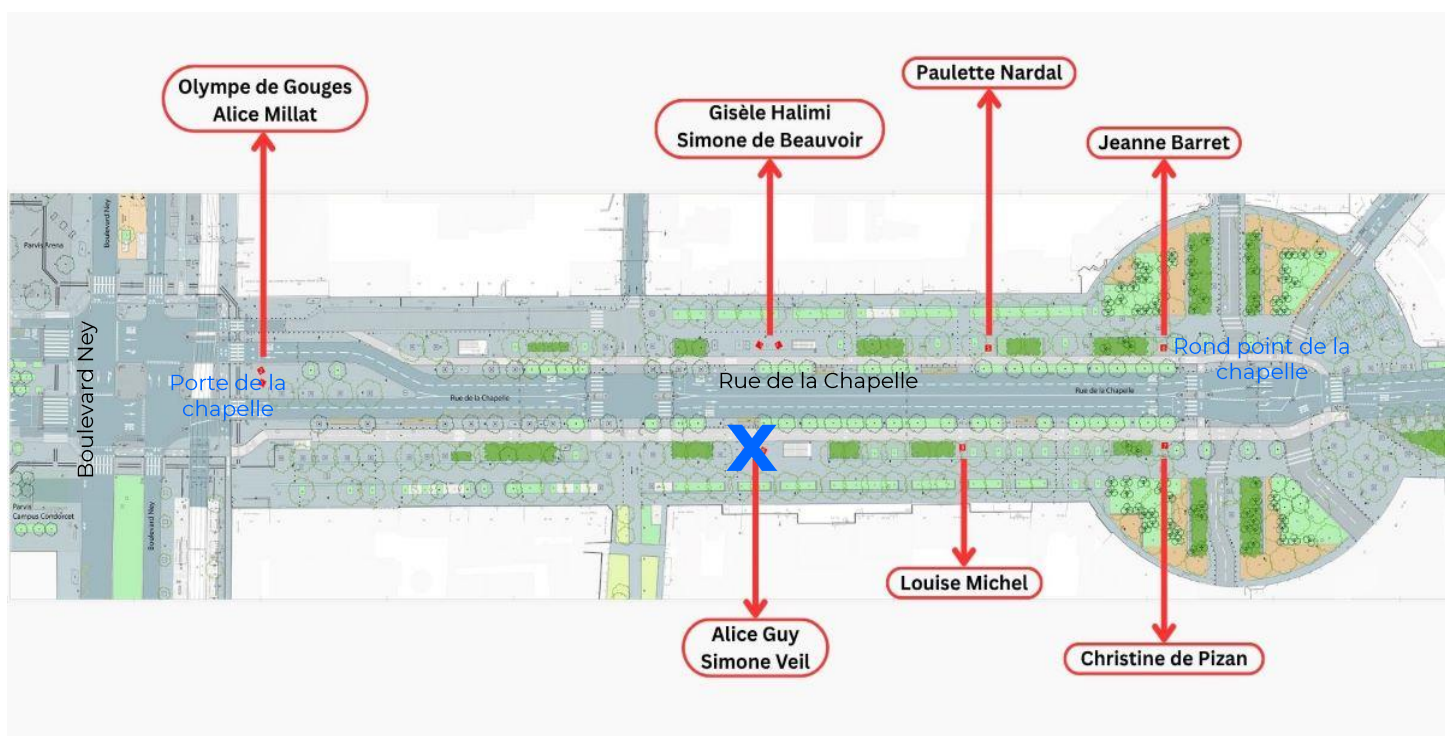 Olympe de Gouges
Alice Millat
Gisèle Halimi
Simone de Beauvoir
Paulette Nardal
Jeanne Barret
Boulevard Ney
Parvis Arena
Boulevard Ney
Porte de la
chapelle
Rue de la Chapelle
Rue de la Chapelle
Rue de la Chapelle
Rond point de la
chapelle
X
Parvis
Campus Condorcet
Boulevard Ney
Louise Michel
Alice Guy
Simone Veil
Christine de Pizan